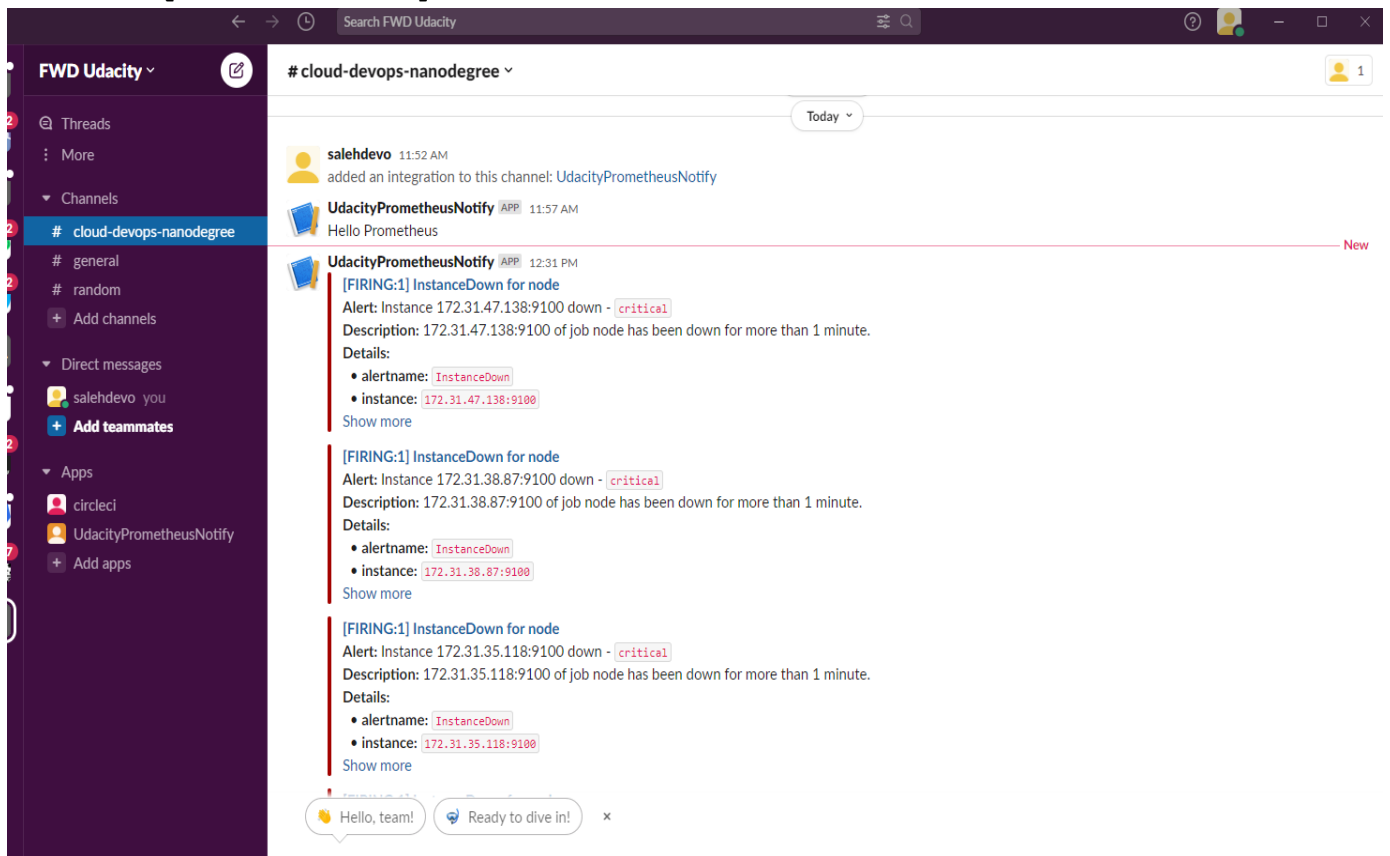 Search FWD Udacity
FWD Udacity
Threads
More
Channels
# cloud-devops-nanodegree
# general
# random
+ Add channels
Direct messages
salehdevo you
+ Add teammates
Apps
circleci
UdacityPrometheusNotify
+ Add apps
# cloud-devops-nanodegree
1
Today
salehdevo 11:52 AM
added an integration to this channel: UdacityPrometheusNotify
UdacityPrometheusNotify APP 11:57 AM
Hello Prometheus
New
UdacityPrometheusNotify APP 12:31 PM
[FIRING:1] InstanceDown for node
Alert: Instance 172.31.47.138:9100 down - critical
Description: 172.31.47.138:9100 of job node has been down for more than 1 minute.
Details:
• alertname: InstanceDown
• instance: 172.31.47.138:9100
Show more
[FIRING:1] InstanceDown for node
Alert: Instance 172.31.38.87:9100 down - critical
Description: 172.31.38.87:9100 of job node has been down for more than 1 minute.
Details:
• alertname: InstanceDown
• instance: 172.31.38.87:9100
Show more
[FIRING:1] InstanceDown for node
Alert: Instance 172.31.35.118:9100 down - critical
Description: 172.31.35.118:9100 of job node has been down for more than 1 minute.
Details:
• alertname: InstanceDown
• instance: 172.31.35.118:9100
Show more
Hello, team!
Ready to dive in!